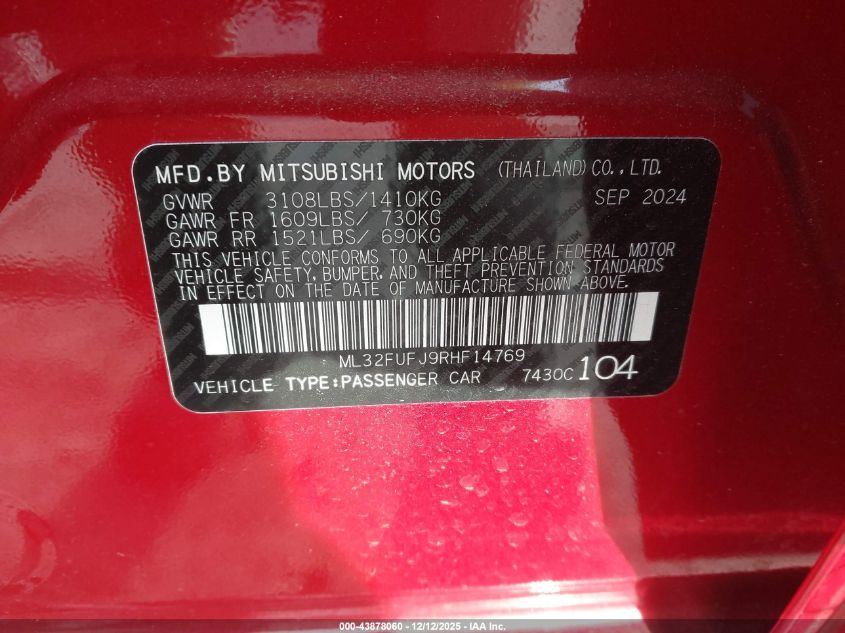 MFD.BY MITSUBISHI MOTORS (THAILAND)CO.,LTD.
GVWR 3108LBS/1410KG SEP 2024
GAWR FR 1609LBS/ 730KG
GAWR RR 1521LBS/ 690KG
THIS VEHICLE CONFORMS TO ALL APPLICABLE FEDERAL MOTOR
VEHICLE SAFETY, BUMPER, AND THEFT PREVENTION STANDARDS
IN EFFECT ON THE DATE OF MANUFACTURE SHOWN ABOVE.
ML32FUFJ9RHF14769
VEHICLE TYPE:PASSENGER CAR 7430C 104
000-43878060 - 12/12/2025 - IAA Inc.